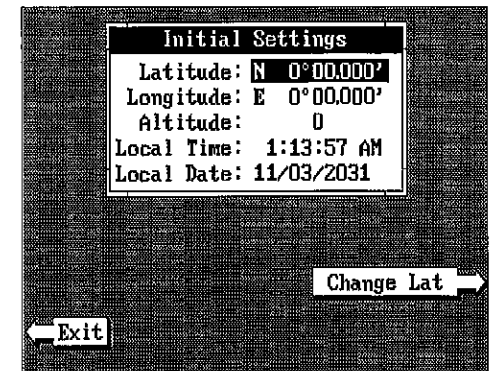 Initial Settings
Latitude: N 0°00.000'
Longitude: E 0°00.000'
Altitude: 0
Local Time: 1:13:57 AM
Local Date: 11/03/2031
Change Lat
Exit